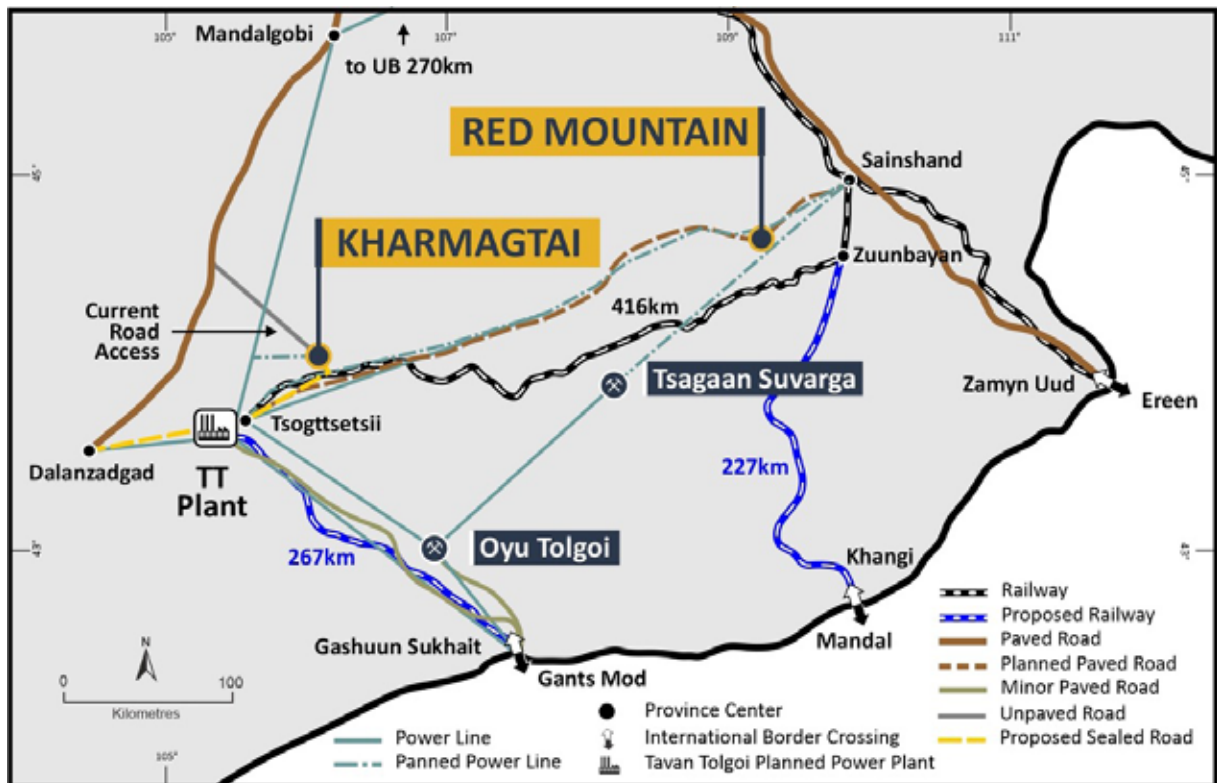 105°
107°
109°
111°
Mandalgobi
to UB 270km
RED MOUNTAIN
Sainshand
45°
45°
KHARMAGTAI
Zuunbayan
416km
Current
Road
Access
Tsagaan Suvarga
Zamyn Uud
Ereen
Tsogttsetsii
Dalanzadgad
TT
Plant
227km
Oyu Tolgoi
43°
43°
267km
Khangi
Gashuun Sukhait
Mandal
Gants Mod
N
0
100
Kilometres
105°
Power Line
Panned Power Line
Province Center
International Border Crossing
Tavan Tolgoi Planned Power Plant
Railway
Proposed Railway
Paved Road
Planned Paved Road
Minor Paved Road
Unpaved Road
Proposed Sealed Road